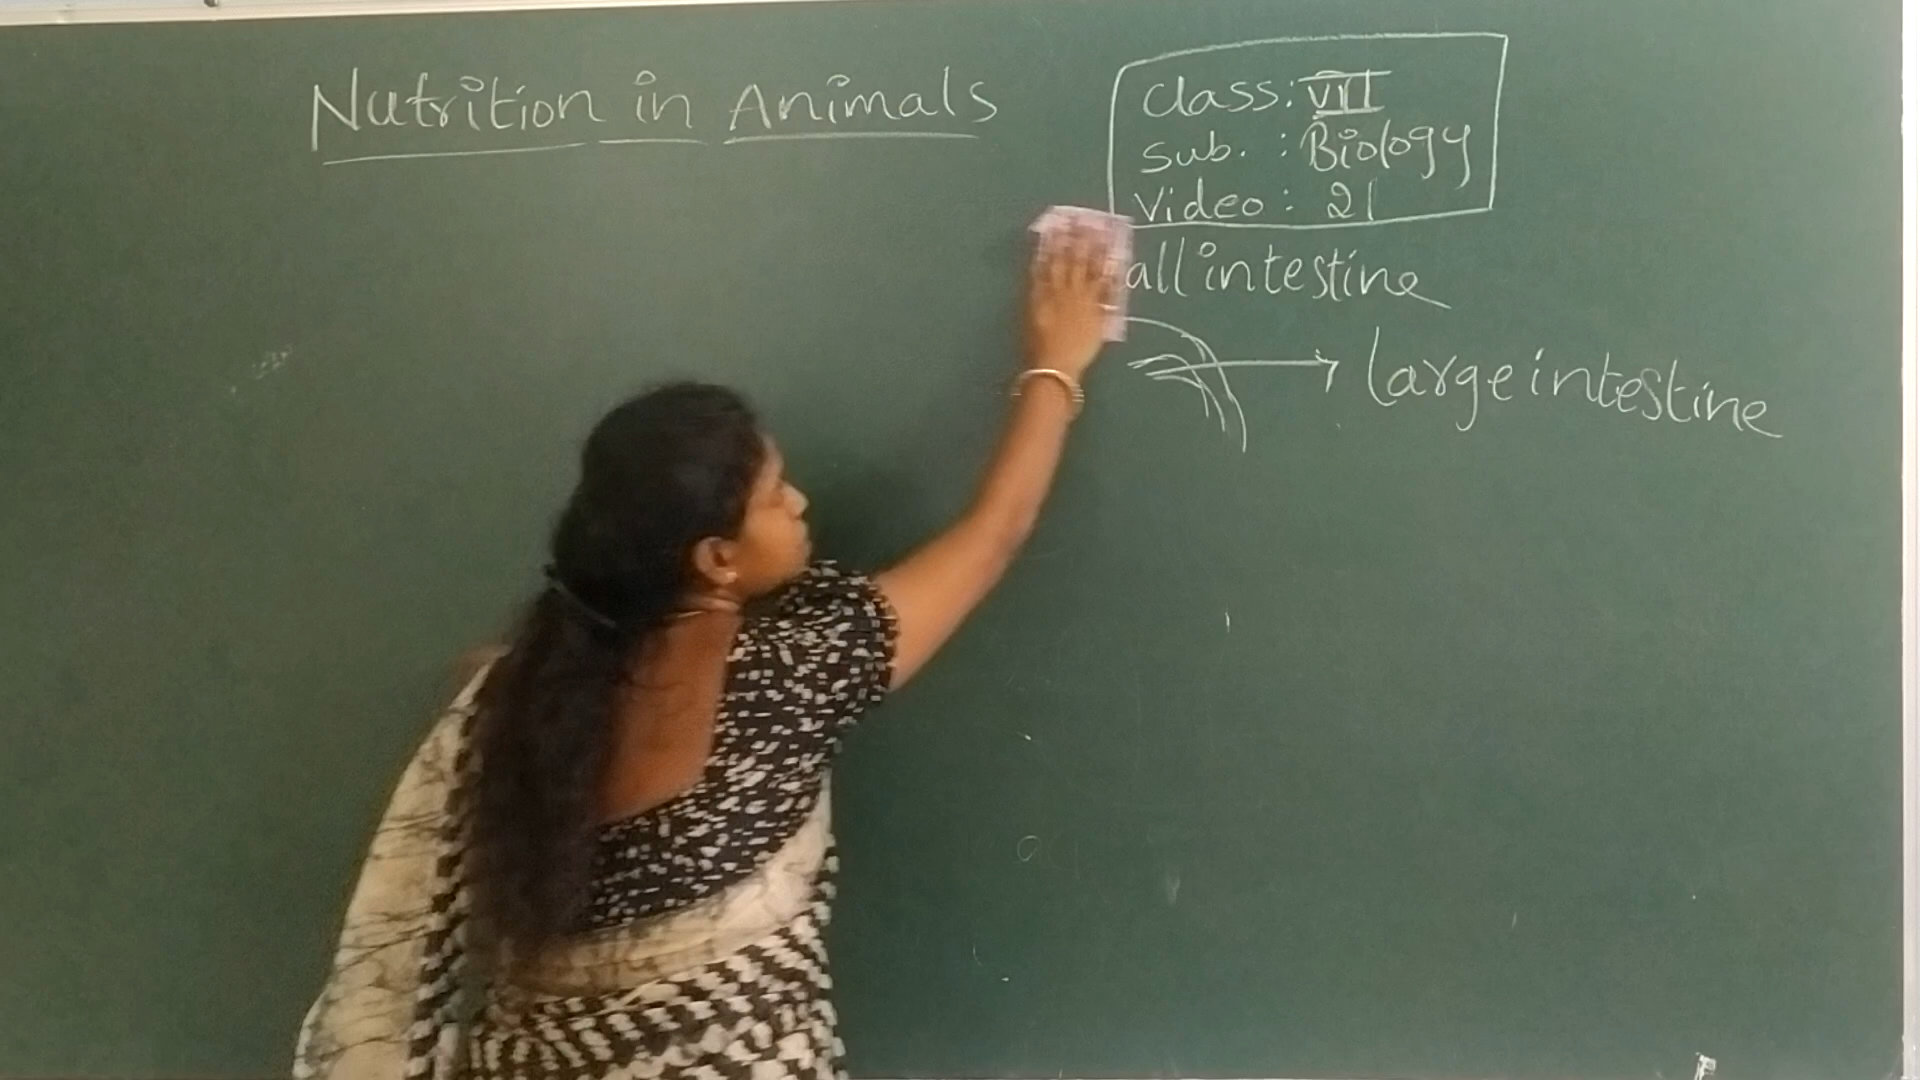 Nutrition in Animals
Class: VII
Sub. : Biology
Video : 21
all intestine
large intestine